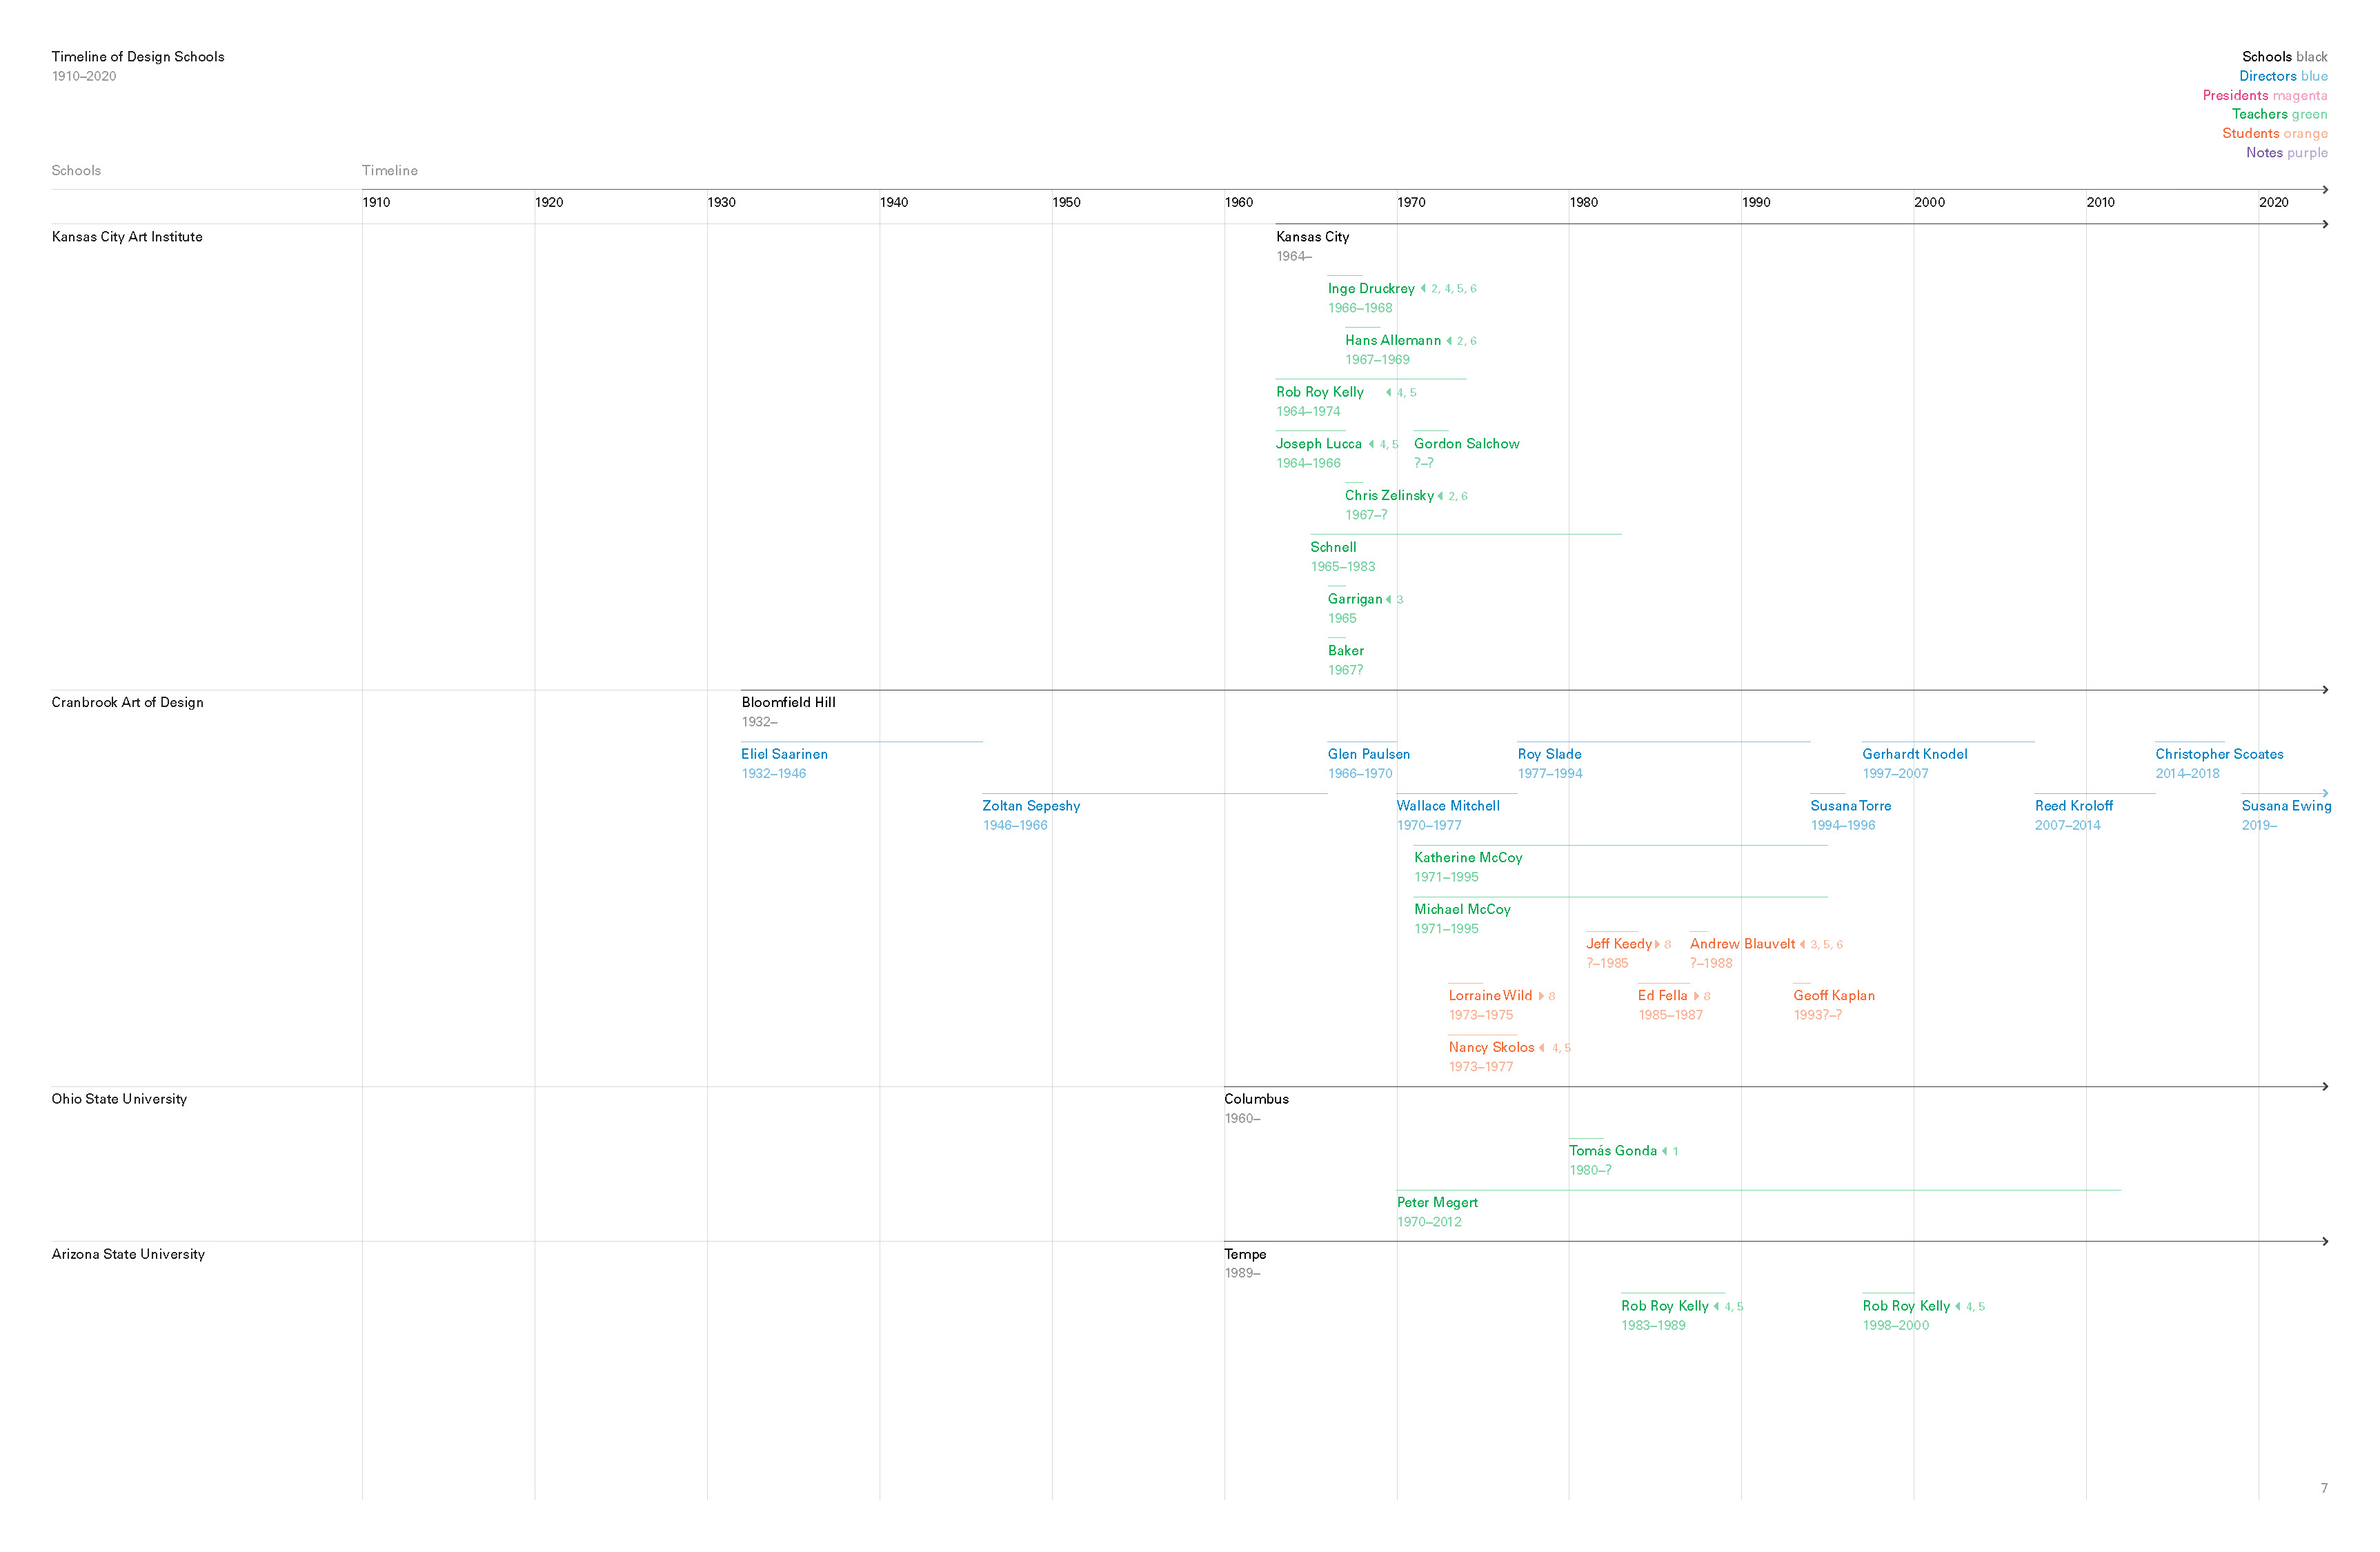 Timeline of Design Schools
1910–2020
Schools black
Directors blue
Presidents magenta
Teachers green
Students orange
Notes purple
Schools Timeline
1910 1920 1930 1940 1950 1960 1970 1980 1990 2000 2010 2020
Kansas City Art Institute Kansas City
1964–
Inge Druckrey ◀ 2, 4, 5, 6
1966–1968
Hans Allemann ◀ 2, 6
1967–1969
Rob Roy Kelly ◀ 4, 5
1964–1974
Joseph Lucca ◀ 4, 5 Gordon Salchow
1964–1966 ?–?
Chris Zelinsky ◀ 2, 6
1967–?
Schnell
1965–1983
Garrigan ◀ 3
1965
Baker
1967?
Cranbrook Art of Design Bloomfield Hill
1932–
Eliel Saarinen Glen Paulsen Roy Slade Gerhardt Knodel Christopher Scoates
1932–1946 1966–1970 1977–1994 1997–2007 2014–2018
Zoltan Sepeshy Wallace Mitchell Susana Torre Reed Kroloff Susana Ewing
1946–1966 1970–1977 1994–1996 2007–2014 2019–
Katherine McCoy
1971–1995
Michael McCoy
1971–1995
Jeff Keedy ▶ 8 Andrew Blauvelt ◀ 3, 5, 6
?–1985 ?–1988
Lorraine Wild ▶ 8 Ed Fella ▶ 8 Geoff Kaplan
1973–1975 1985–1987 1993?–?
Nancy Skolos ◀ 4, 5
1973–1977
Ohio State University Columbus
1960–
Tomás Gonda ◀ 1
1980–?
Peter Megert
1970–2012
Arizona State University Tempe
1989–
Rob Roy Kelly ◀ 4, 5 Rob Roy Kelly ◀ 4, 5
1983–1989 1998–2000
7